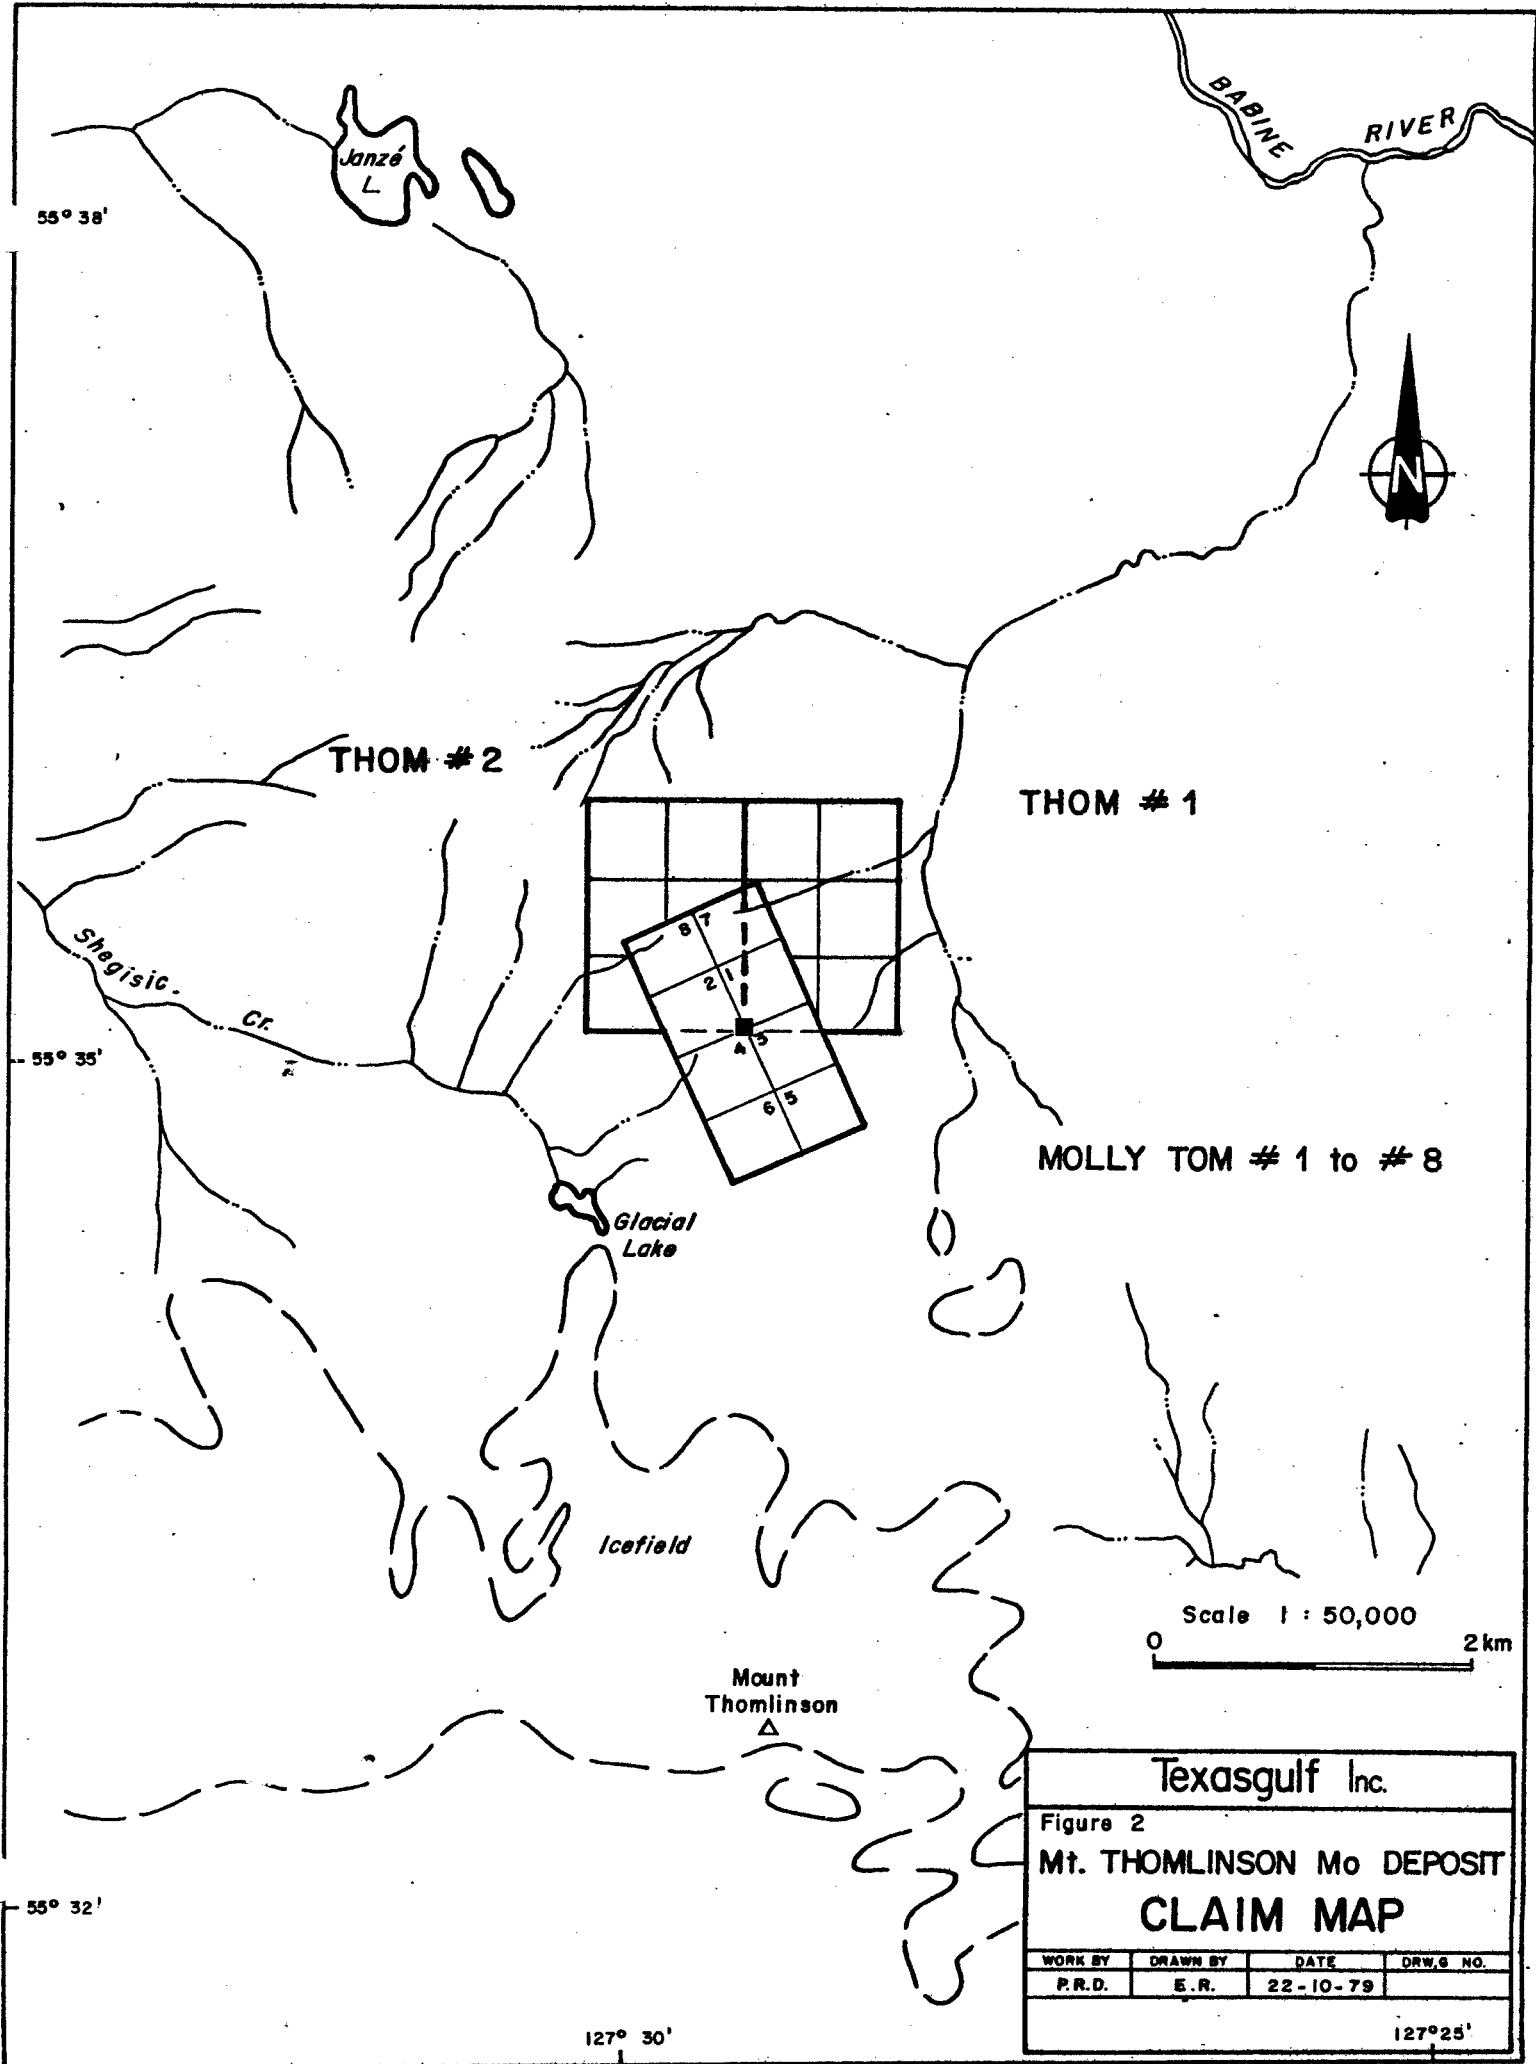 BABINE RIVER
Janzé
L
55° 38'
N
THOM # 2
THOM # 1
8 7
2 1
4 3
6 5
Shegisic Cr.
55° 35'
MOLLY TOM # 1 to # 8
Glacial
Lake
Icefield
Scale 1 : 50,000
0 2 km
Mount
Thomlinson
Texasgulf Inc.
Figure 2
Mt. THOMLINSON Mo DEPOSIT
CLAIM MAP
WORK BY DRAWN BY DATE DRW,G NO.
P.R.D. E.R. 22-10-79
55° 32'
127° 30'
127° 25'